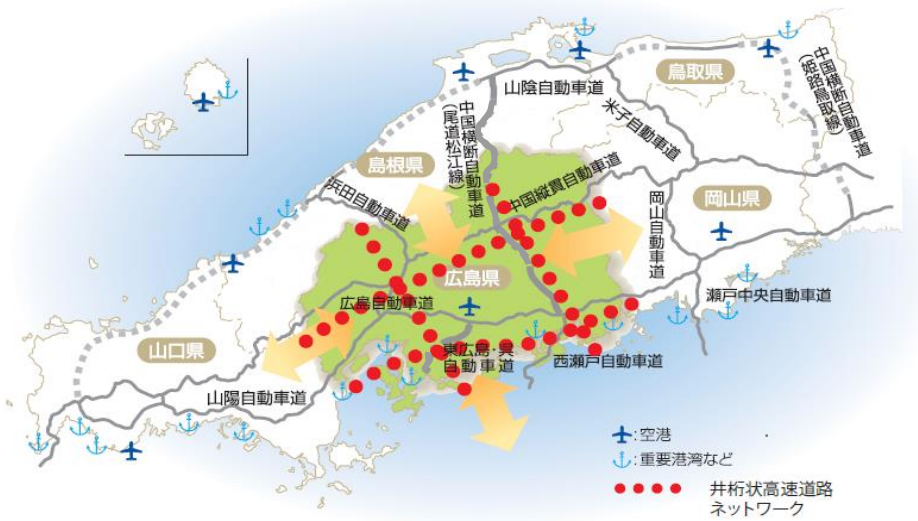 鳥取県
中国横断自動車道
(姫路鳥取線)
山陰自動車道
米子自動車道
中国横断自動車道
(尾道松江線)
島根県
浜田自動車道
中国縦貫自動車道
岡山自動車道
岡山県
広島県
広島自動車道
瀬戸中央自動車道
山口県
東広島・呉
自動車道
西瀬戸自動車道
山陽自動車道
:空港
:重要港湾など
井桁状高速道路
ネットワーク